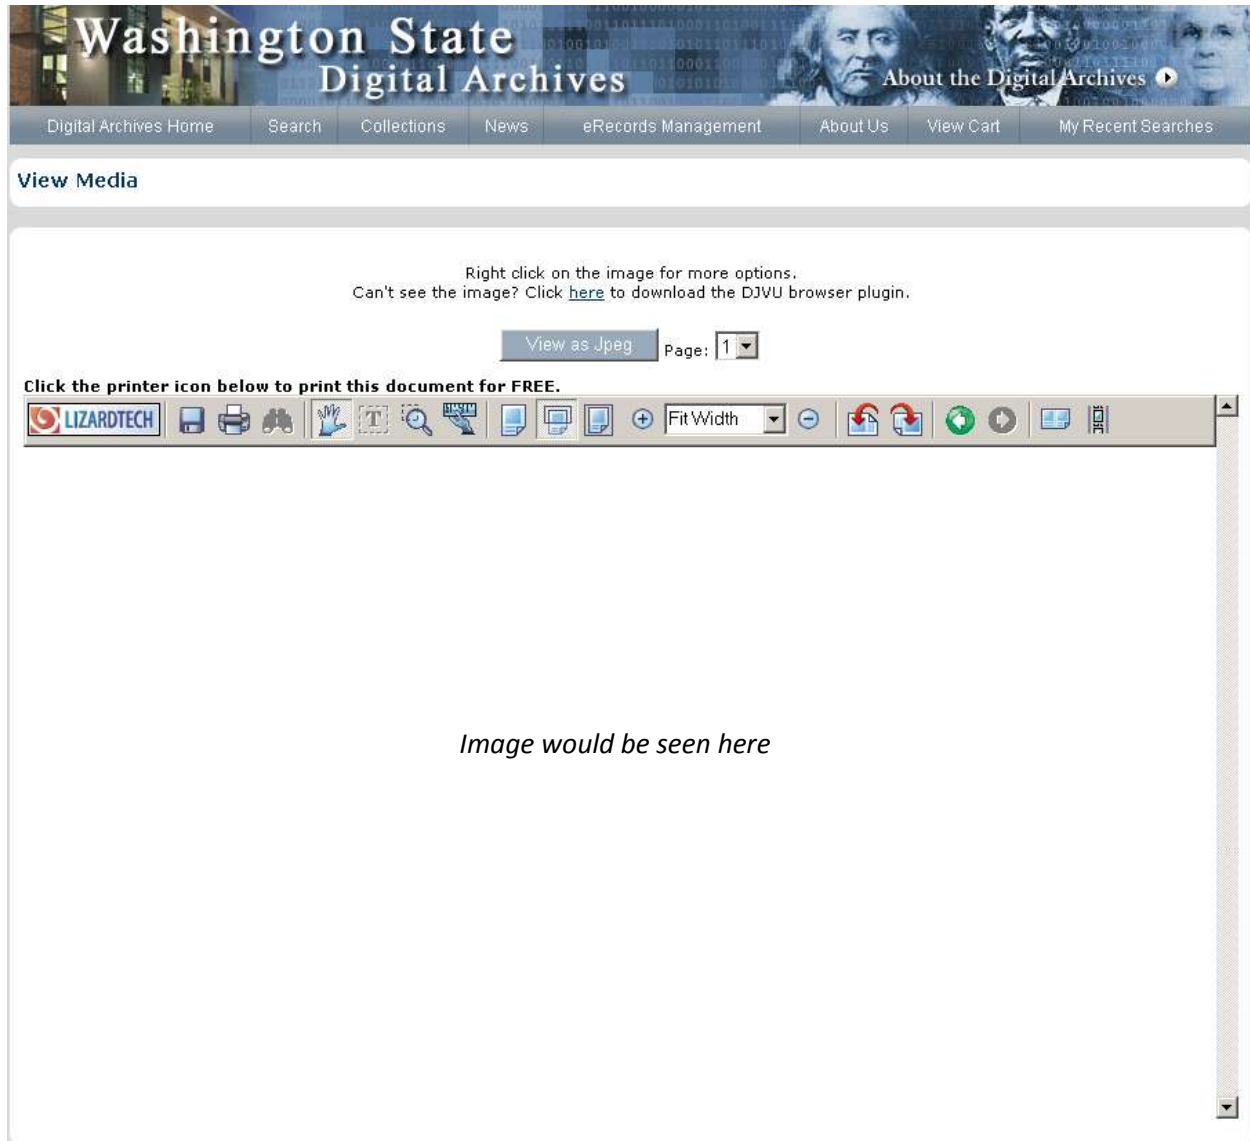 Washington State
Digital Archives
About the Digital Archives
Digital Archives Home Search Collections News eRecords Management About Us View Cart My Recent Searches
View Media
Right click on the image for more options.
Can't see the image? Click here to download the DJVU browser plugin.
View as Jpeg Page: 1
Click the printer icon below to print this document for FREE.
LIZARDTECH T Fit Width
Image would be seen here